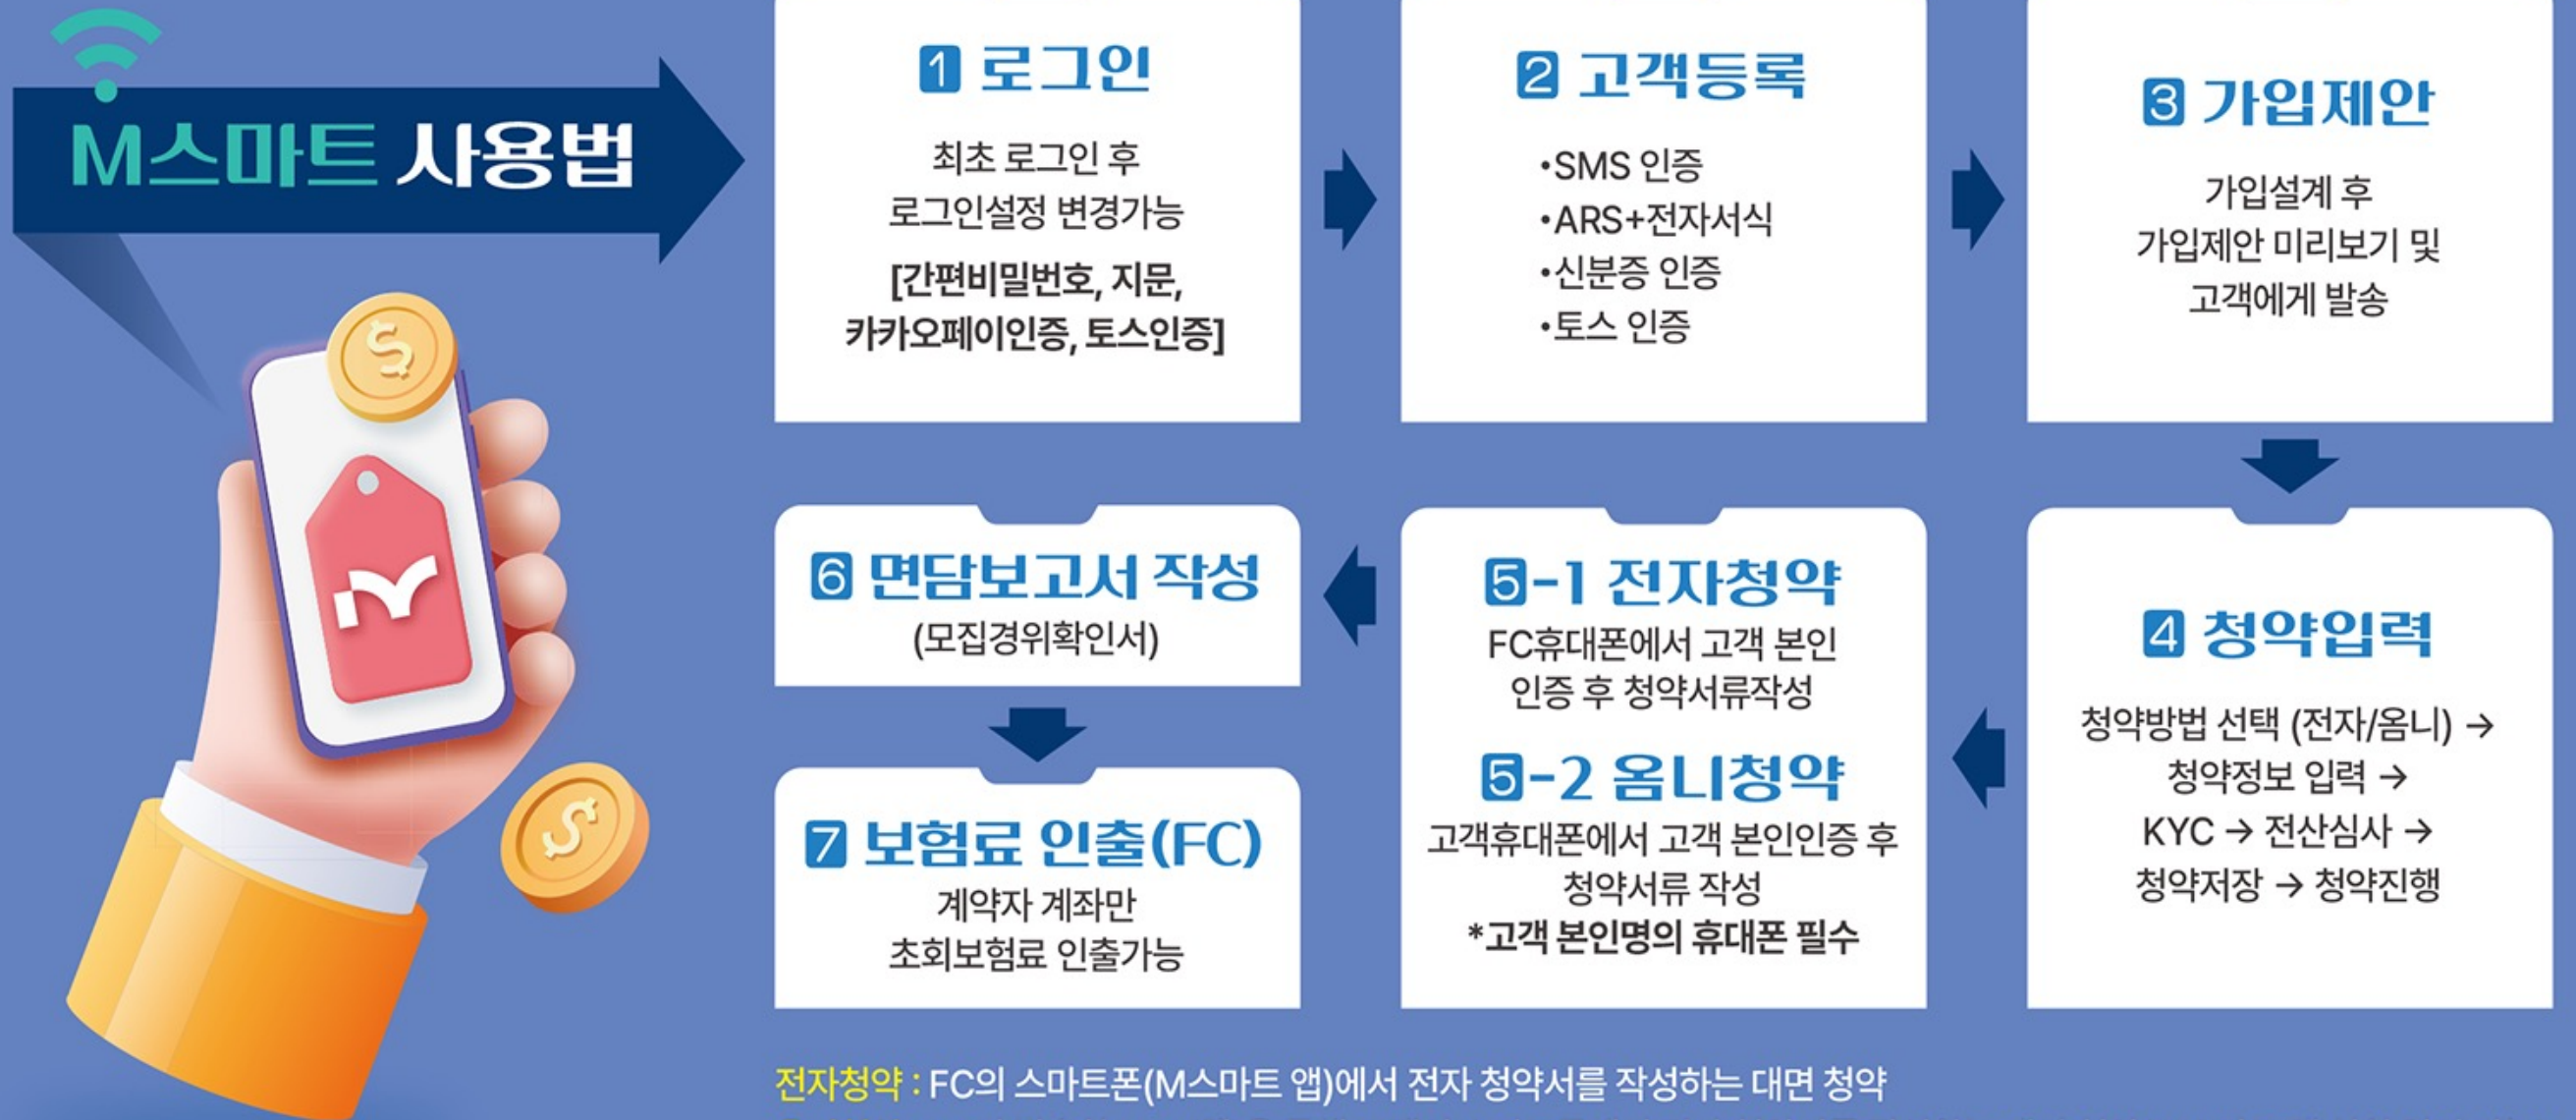 M스마트 사용법
1 로그인
최초 로그인 후
로그인설정 변경가능
[간편비밀번호, 지문,
카카오페이인증, 토스인증]
2 고객등록
•SMS 인증
•ARS+전자서식
•신분증 인증
•토스 인증
3 가입제안
가입설계 후
가입제안 미리보기 및
고객에게 발송
4 청약입력
청약방법 선택 (전자/옴니) →
청약정보 입력 →
KYC → 전산심사 →
청약저장 → 청약진행
5-1 전자청약
FC휴대폰에서 고객 본인
인증 후 청약서류작성
5-2 옴니청약
고객휴대폰에서 고객 본인인증 후
청약서류 작성
*고객 본인명의 휴대폰 필수
6 면담보고서 작성
(모집경위확인서)
7 보험료 인출(FC)
계약자 계좌만
초회보험료 인출가능
전자청약 : FC의 스마트폰(M스마트 앱)에서 전자 청약서를 작성하는 대면 청약